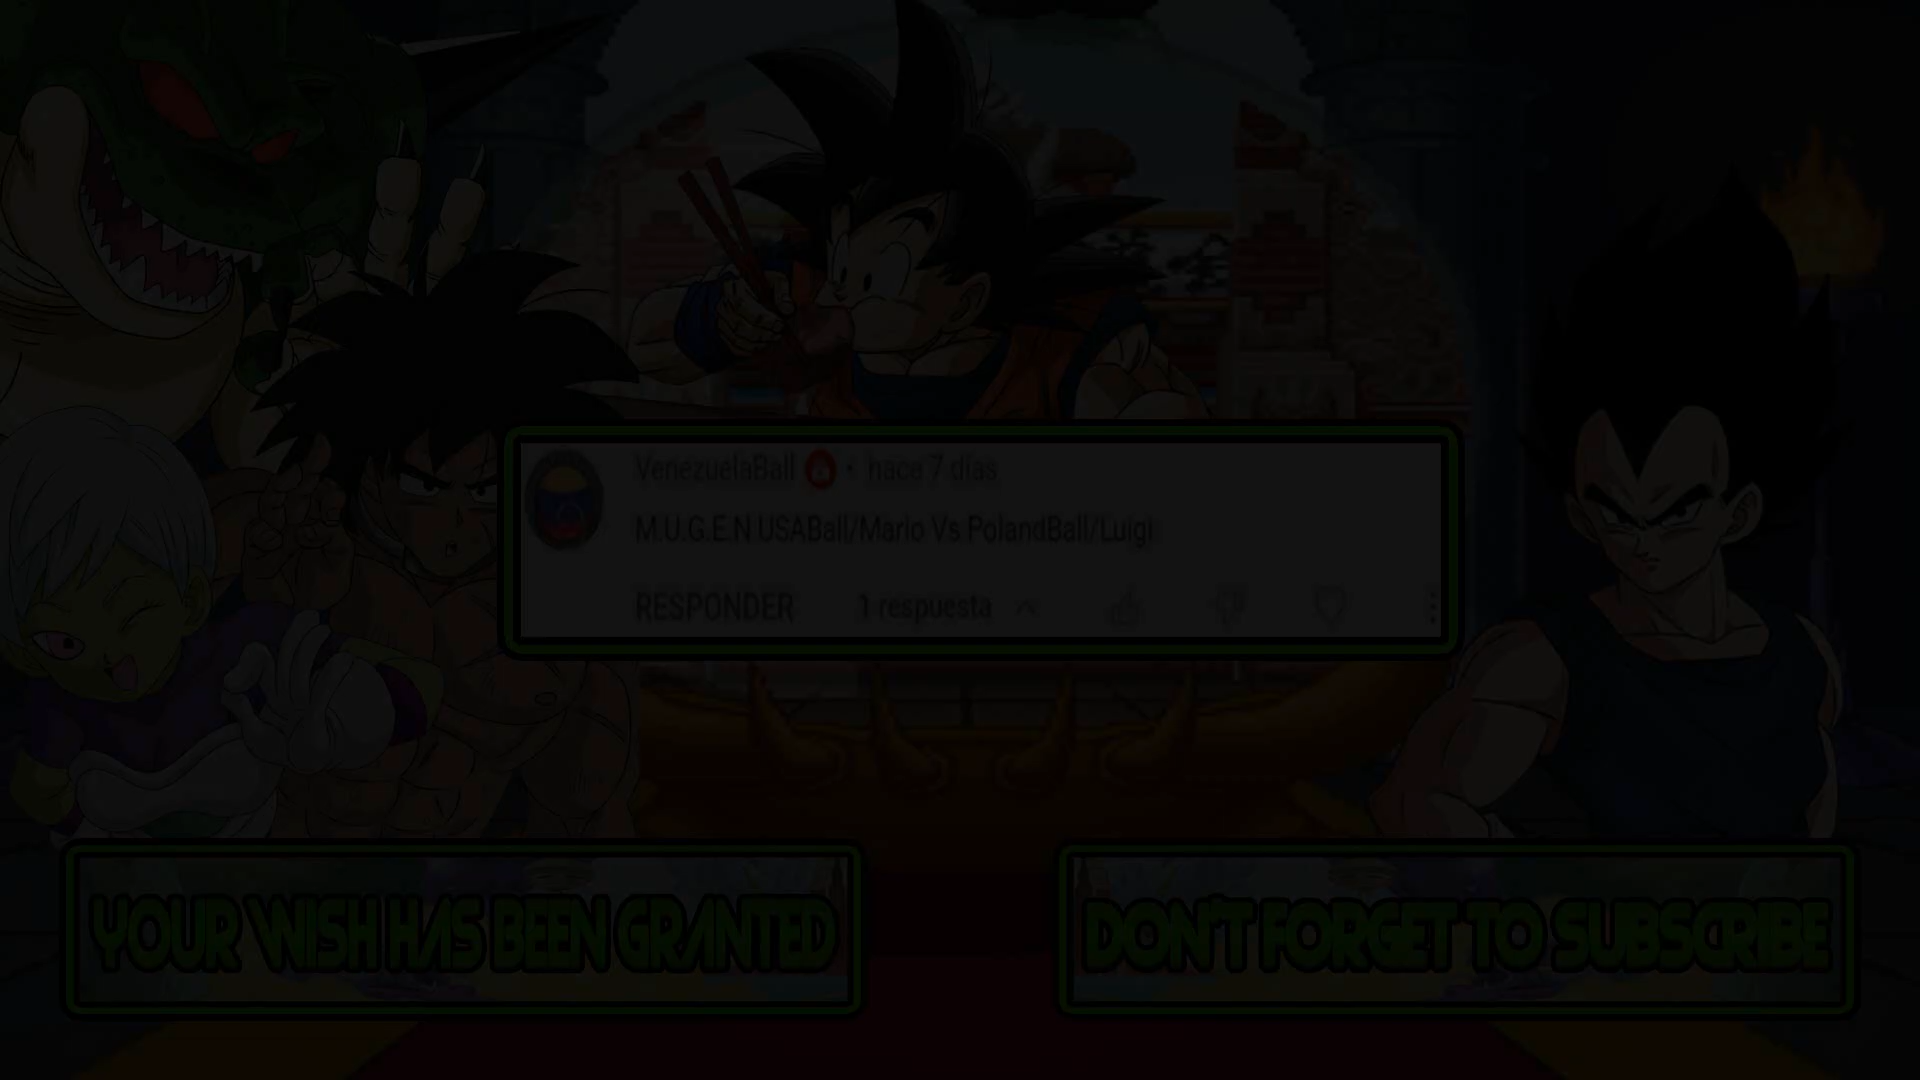 VenezuelaBall • hace 7 días
M.U.G.E.N USABall/Mario Vs PolandBall/Luigi
RESPONDER 1 respuesta
YOUR WISH HAS BEEN GRANTED
DON'T FORGET TO SUBSCRIBE